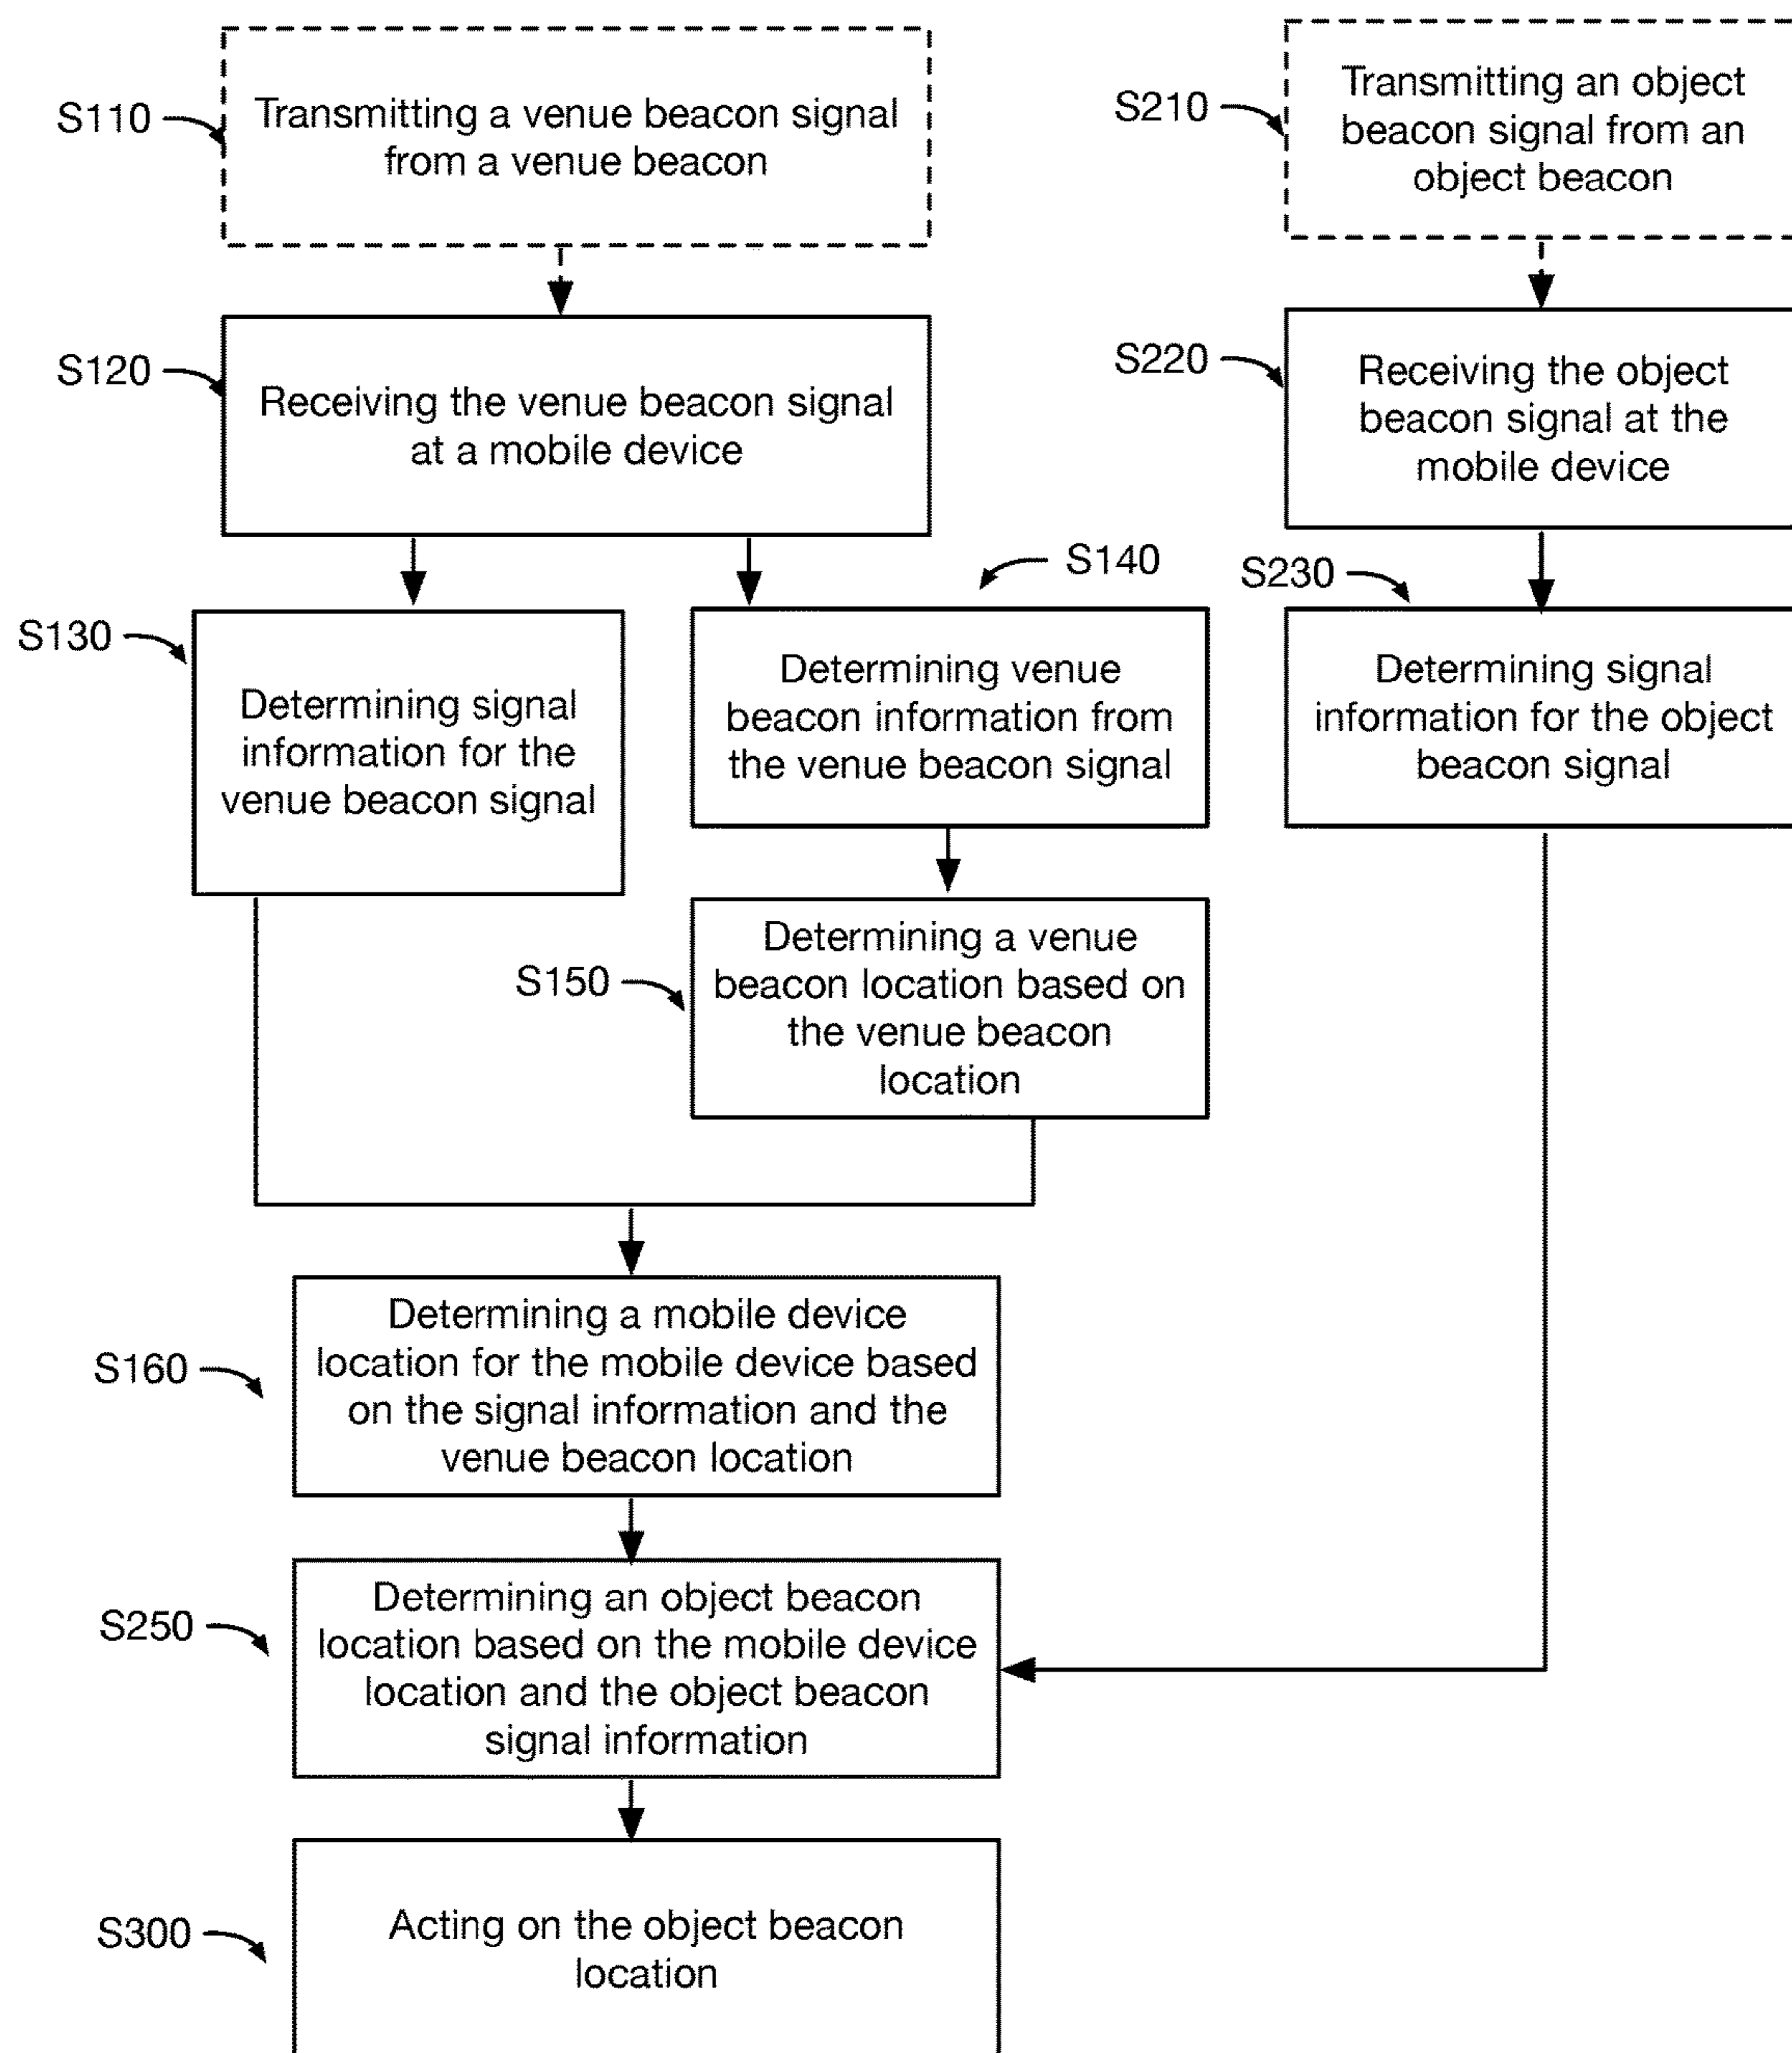 S110
Transmitting a venue beacon signal
from a venue beacon
S210
Transmitting an object
beacon signal from an
object beacon
S120
Receiving the venue beacon signal
at a mobile device
S220
Receiving the object
beacon signal at the
mobile device
S130
Determining signal
information for the
venue beacon signal
S140
Determining venue
beacon information from
the venue beacon signal
S230
Determining signal
information for the object
beacon signal
S150
Determining a venue
beacon location based on
the venue beacon
location
S160
Determining a mobile device
location for the mobile device based
on the signal information and the
venue beacon location
S250
Determining an object beacon
location based on the mobile device
location and the object beacon
signal information
S300
Acting on the object beacon
location